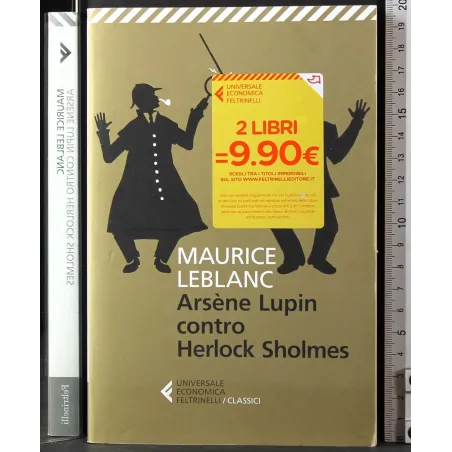 MAURICE LEBLANC
ARSÈNE LUPIN CONTRO HERLOCK SHOLMES
Feltrinelli
UNIVERSALE
ECONOMICA
FELTRINELLI
2 LIBRI
=9.90€
SCEGLI TRA I TITOLI DISPONIBILI
SUL SITO WWW.FELTRINELLIEDITORE.IT
MAURICE
LEBLANC
Arsène Lupin
contro
Herlock Sholmes
UNIVERSALE
ECONOMICA
FELTRINELLI/CLASSICI